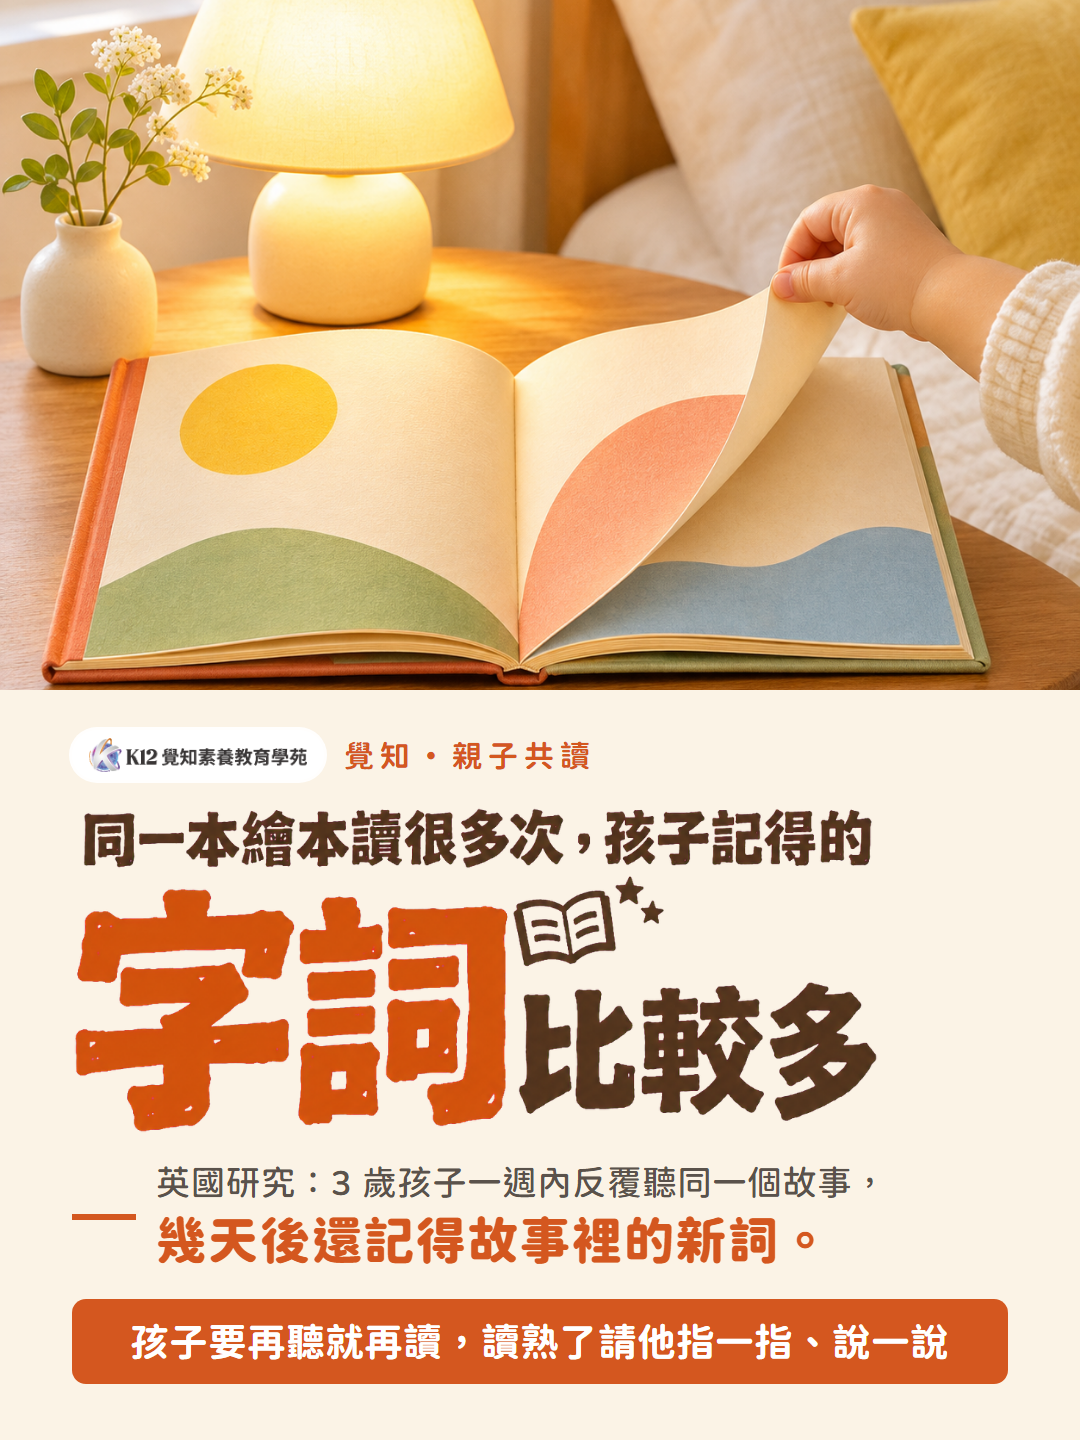 K12 覺知素養教育學苑
覺知・親子共讀
同一本繪本讀很多次，孩子記得的
字詞比較多
英國研究：3 歲孩子一週內反覆聽同一個故事，
幾天後還記得故事裡的新詞。
孩子要再聽就再讀，讀熟了請他指一指、說一說